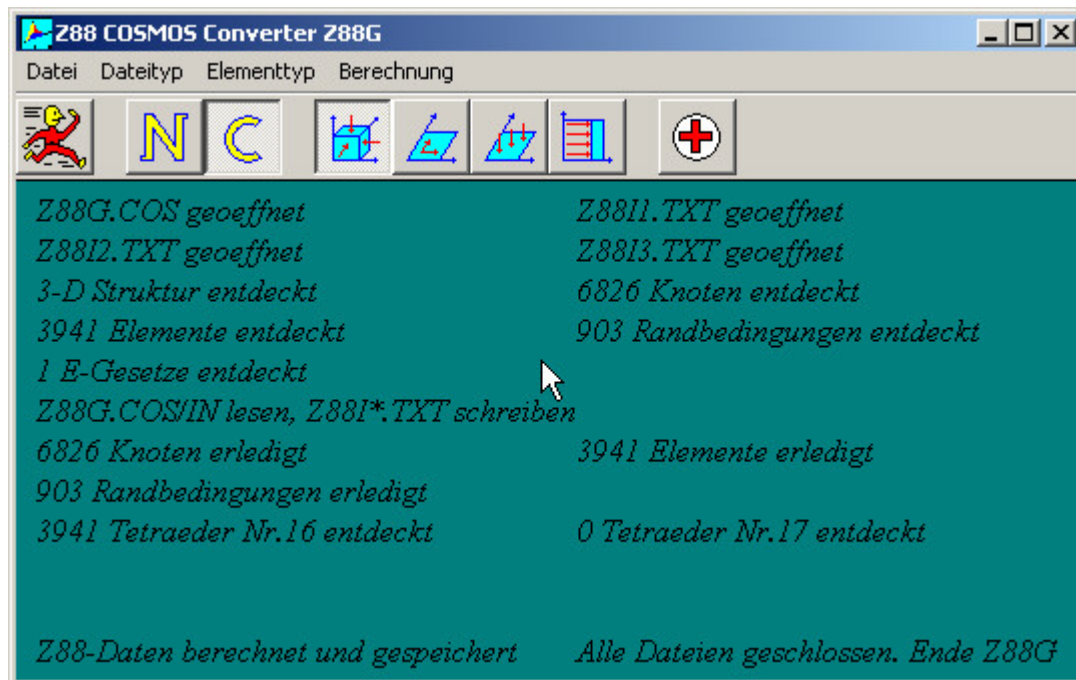 Z88 COSMOS Converter Z88G
Datei Dateityp Elementtyp Berechnung
N C
Z88G.COS geoeffnet Z88I1.TXT geoeffnet
Z88I2.TXT geoeffnet Z88I3.TXT geoeffnet
3-D Struktur entdeckt 6826 Knoten entdeckt
3941 Elemente entdeckt 903 Randbedingungen entdeckt
1 E-Gesetze entdeckt
Z88G.COS/IN lesen, Z88I*.TXT schreiben
6826 Knoten erledigt 3941 Elemente erledigt
903 Randbedingungen erledigt
3941 Tetraeder Nr.16 entdeckt 0 Tetraeder Nr.17 entdeckt
Z88-Daten berechnet und gespeichert Alle Dateien geschlossen. Ende Z88G